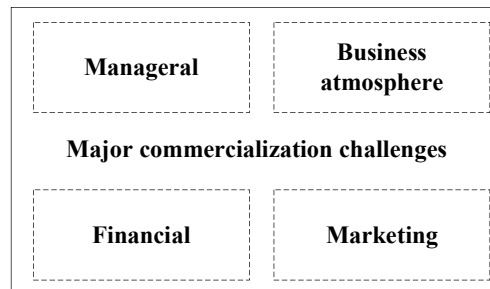 Manageral
Business
atmosphere
Major commercialization challenges
Financial
Marketing